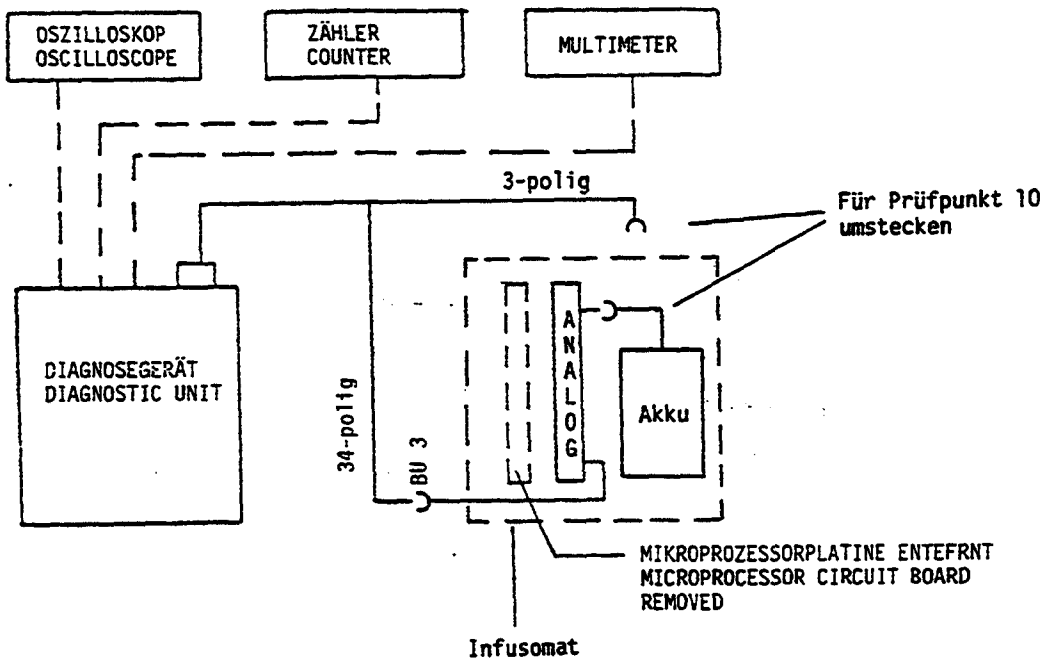 OSZILLOSKOP
OSCILLOSCOPE
ZÄHLER
COUNTER
MULTIMETER
3-polig
Für Prüfpunkt 10
umstecken
DIAGNOSEGERÄT
DIAGNOSTIC UNIT
34-polig
BU 3
ANALOG
Akku
MIKROPROZESSORPLATINE ENTEFRNT
MICROPROCESSOR CIRCUIT BOARD
REMOVED
Infusomat